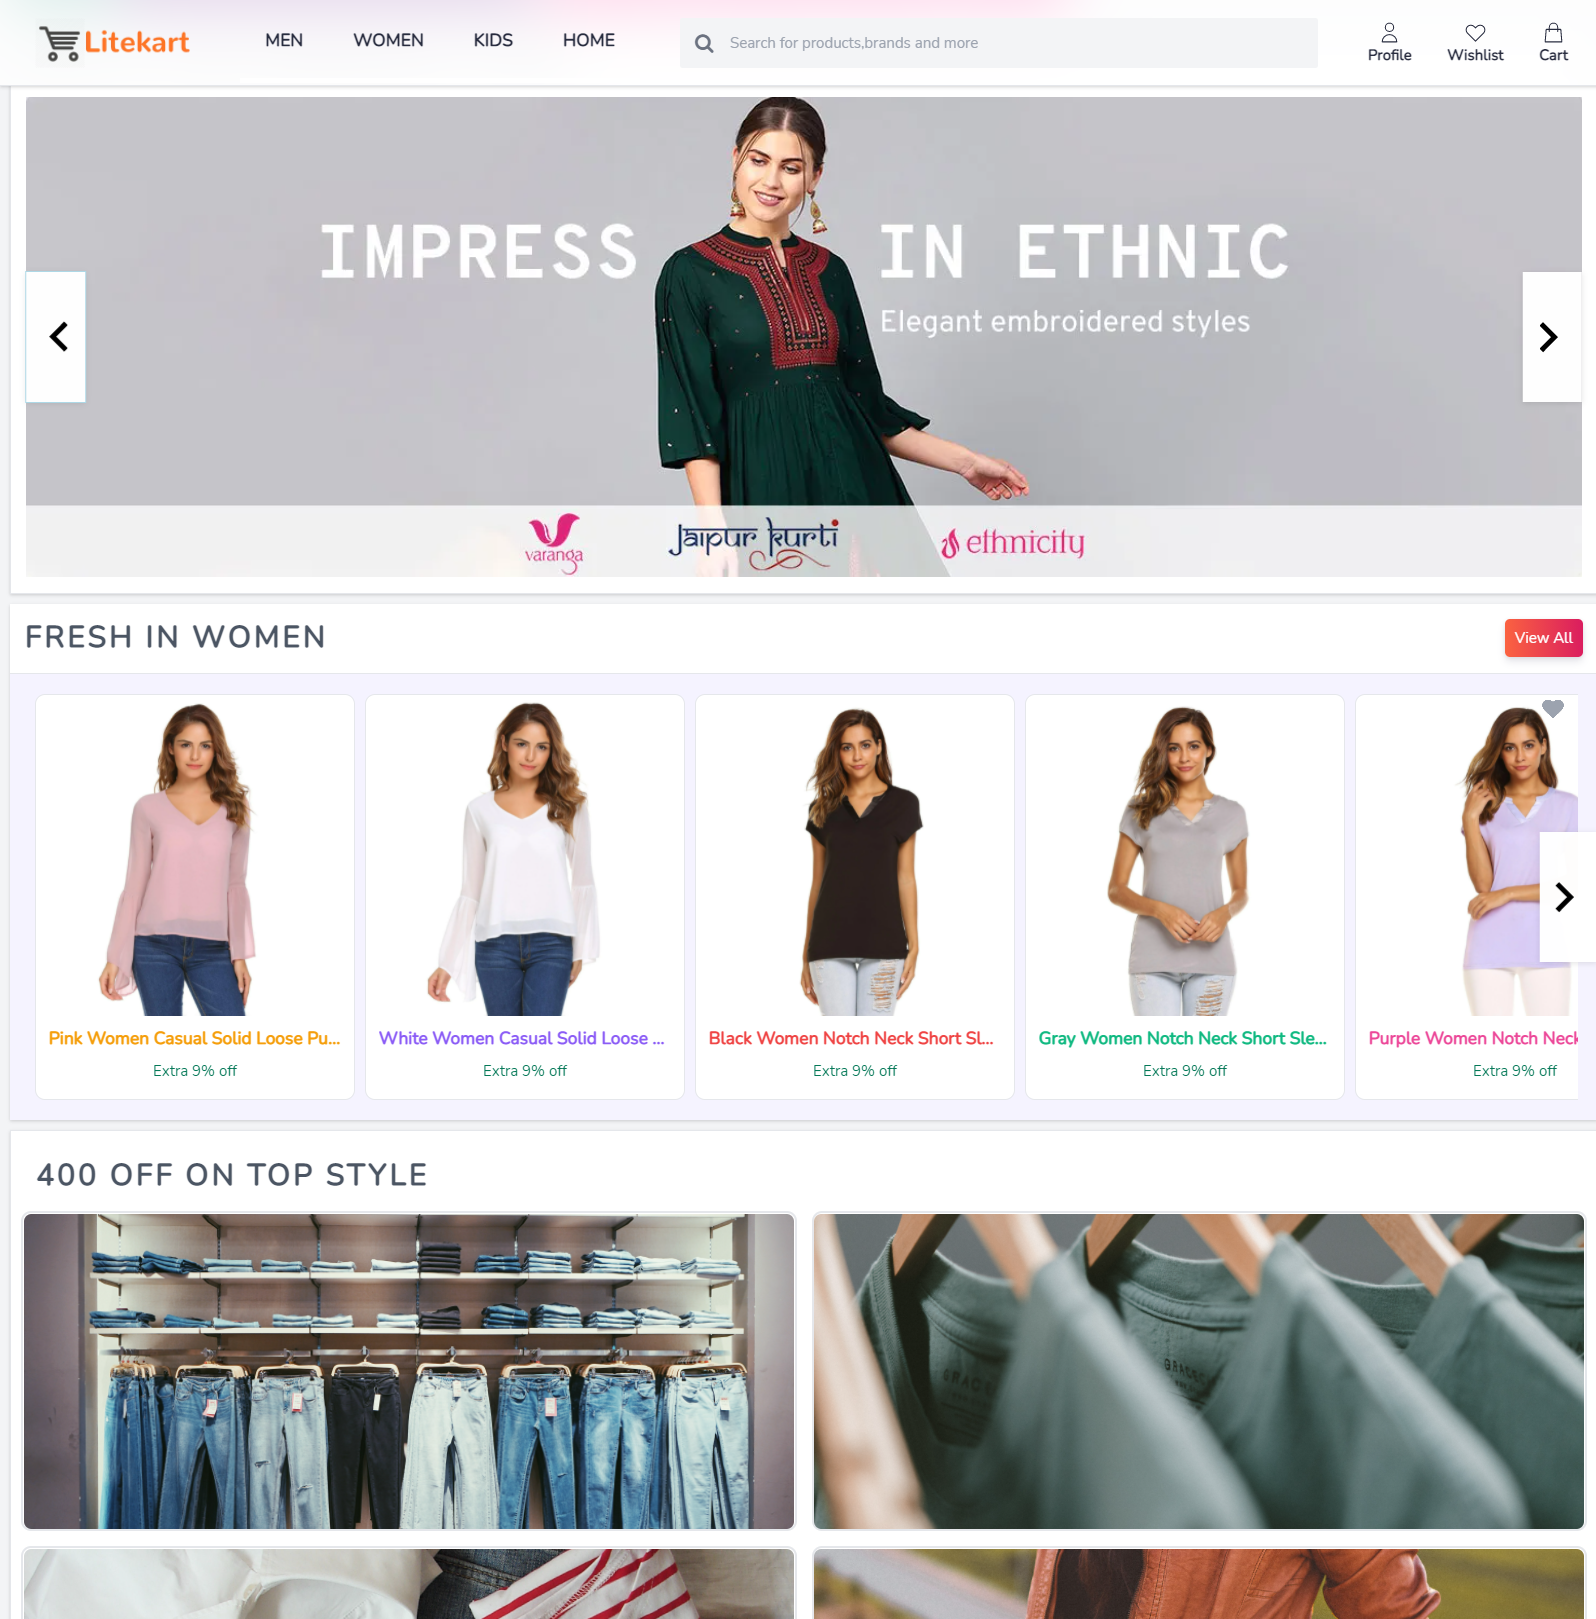 Litekart
MEN
WOMEN
KIDS
HOME
Search for products,brands and more
Profile
Wishlist
Cart
IMPRESS IN ETHNIC
Elegant embroidered styles
varanga
Jaipur kurti
ethnicity
FRESH IN WOMEN
View All
Pink Women Casual Solid Loose Pu...
White Women Casual Solid Loose ...
Black Women Notch Neck Short Sl...
Gray Women Notch Neck Short Sle...
Purple Women Notch Neck
Extra 9% off
Extra 9% off
Extra 9% off
Extra 9% off
Extra 9% off
400 OFF ON TOP STYLE